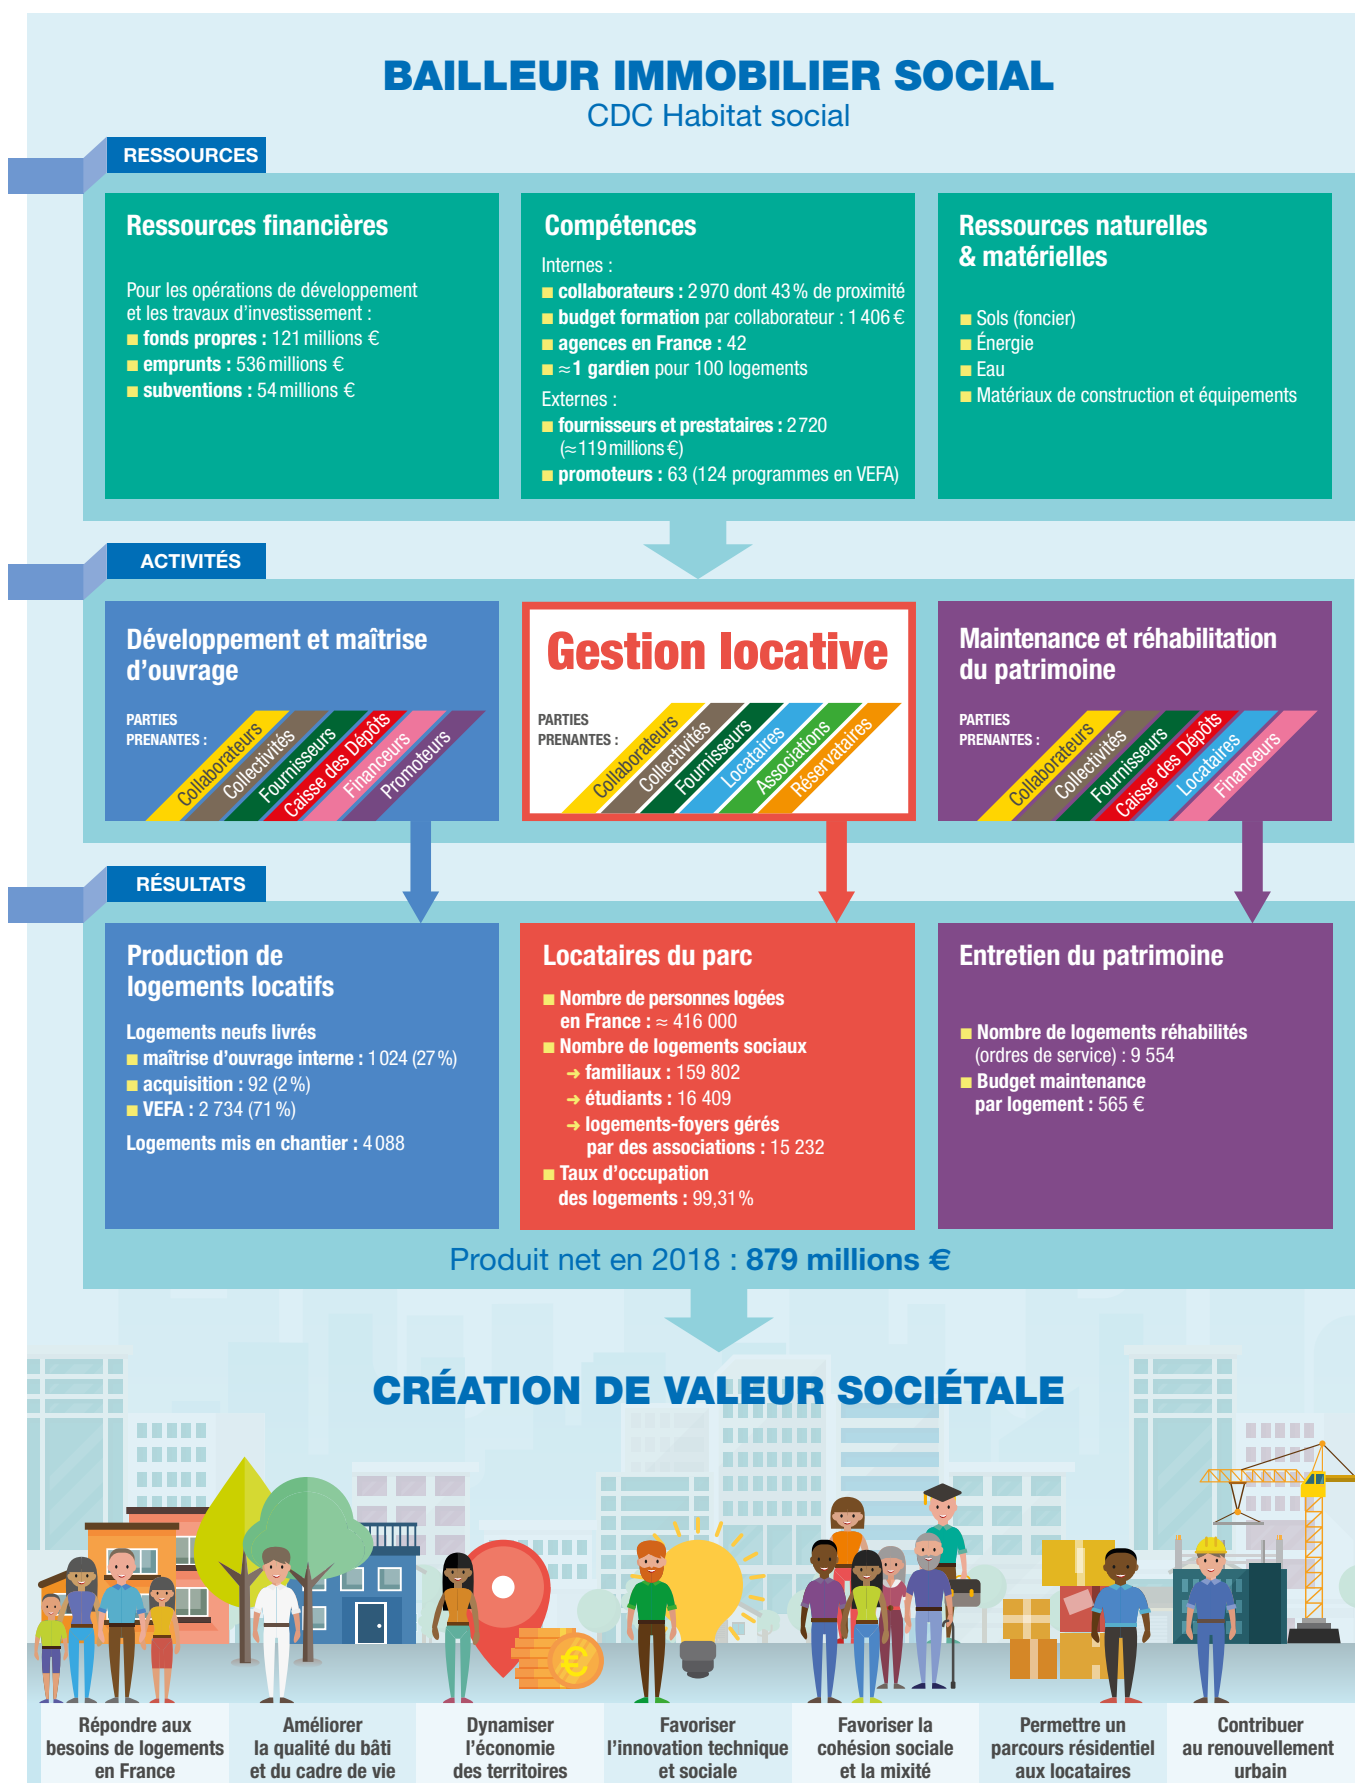 BAILLEUR IMMOBILIER SOCIAL
CDC Habitat social
RESSOURCES
Ressources financières
Pour les opérations de développement
et les travaux d'investissement :
■ fonds propres : 121 millions €
■ emprunts : 536 millions €
■ subventions : 54 millions €
Compétences
Internes :
■ collaborateurs : 2 970 dont 43 % de proximité
■ budget formation par collaborateur : 1 406 €
■ agences en France : 42
■ ≈ 1 gardien pour 100 logements
Externes :
■ fournisseurs et prestataires : 2 720
(≈ 119 millions €)
■ promoteurs : 63 (124 programmes en VEFA)
Ressources naturelles
& matérielles
■ Sols (foncier)
■ Énergie
■ Eau
■ Matériaux de construction et équipements
ACTIVITÉS
Développement et maîtrise
d'ouvrage
PARTIES
PRENANTES :
Collaborateurs
Collectivités
Fournisseurs
Caisse des Dépôts
Financeurs
Promoteurs
Gestion locative
PARTIES
PRENANTES :
Collaborateurs
Collectivités
Fournisseurs
Locataires
Associations
Réservataires
Maintenance et réhabilitation
du patrimoine
PARTIES
PRENANTES :
Collaborateurs
Collectivités
Fournisseurs
Caisse des Dépôts
Locataires
Financeurs
RÉSULTATS
Production de
logements locatifs
Logements neufs livrés
■ maîtrise d'ouvrage interne : 1 024 (27 %)
■ acquisition : 92 (2 %)
■ VEFA : 2 734 (71 %)
Logements mis en chantier : 4 088
Locataires du parc
■ Nombre de personnes logées
en France : ≈ 416 000
■ Nombre de logements sociaux
→ familiaux : 159 802
→ étudiants : 16 409
→ logements-foyers gérés
par des associations : 15 232
■ Taux d'occupation
des logements : 99,31 %
Entretien du patrimoine
■ Nombre de logements réhabilités
(ordres de service) : 9 554
■ Budget maintenance
par logement : 565 €
Produit net en 2018 : 879 millions €
CRÉATION DE VALEUR SOCIÉTALE
€
Répondre aux
besoins de logements
en France
Améliorer
la qualité du bâti
et du cadre de vie
Dynamiser
l'économie
des territoires
Favoriser
l'innovation technique
et sociale
Favoriser la
cohésion sociale
et la mixité
Permettre un
parcours résidentiel
aux locataires
Contribuer
au renouvellement
urbain